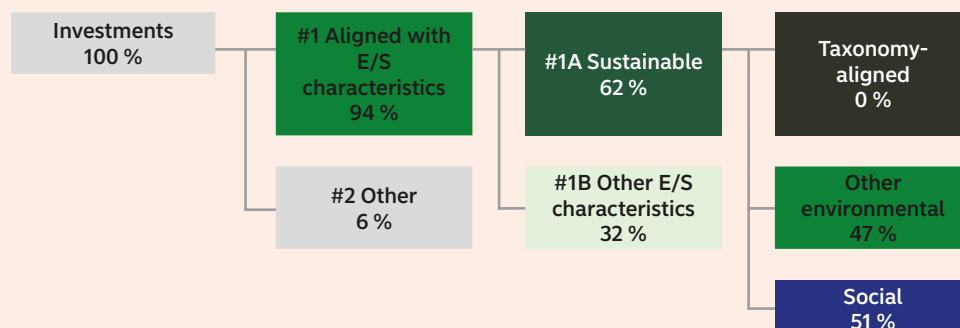 Investments
100 %
#1 Aligned with
E/S
characteristics
94 %
#2 Other
6 %
#1A Sustainable
62 %
#1B Other E/S
characteristics
32 %
Taxonomy-
aligned
0 %
Other
environmental
47 %
Social
51 %